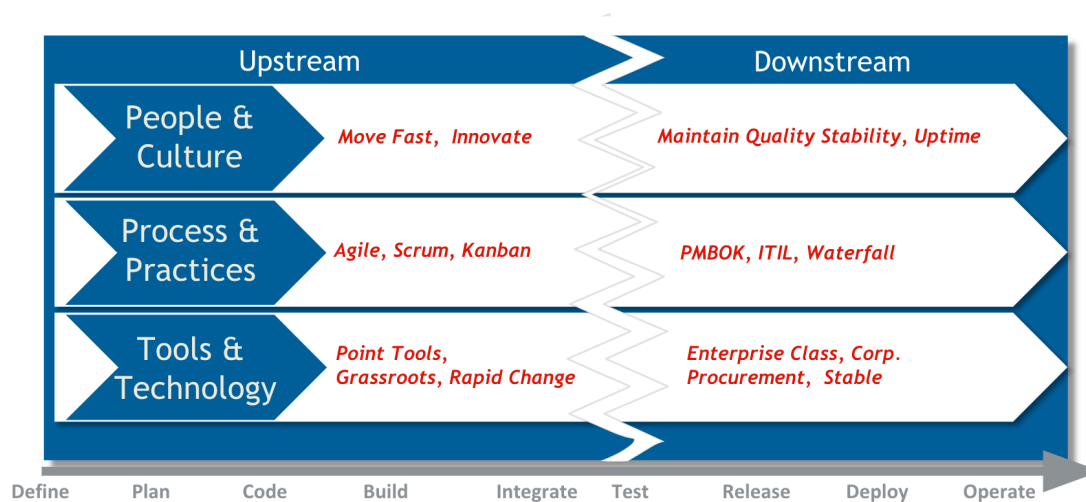 Upstream
Downstream
People &
Culture
Move Fast, Innovate
Maintain Quality Stability, Uptime
Process &
Practices
Agile, Scrum, Kanban
PMBOK, ITIL, Waterfall
Tools &
Technology
Point Tools,
Grassroots, Rapid Change
Enterprise Class, Corp.
Procurement, Stable
Define Plan Code Build Integrate Test Release Deploy Operate